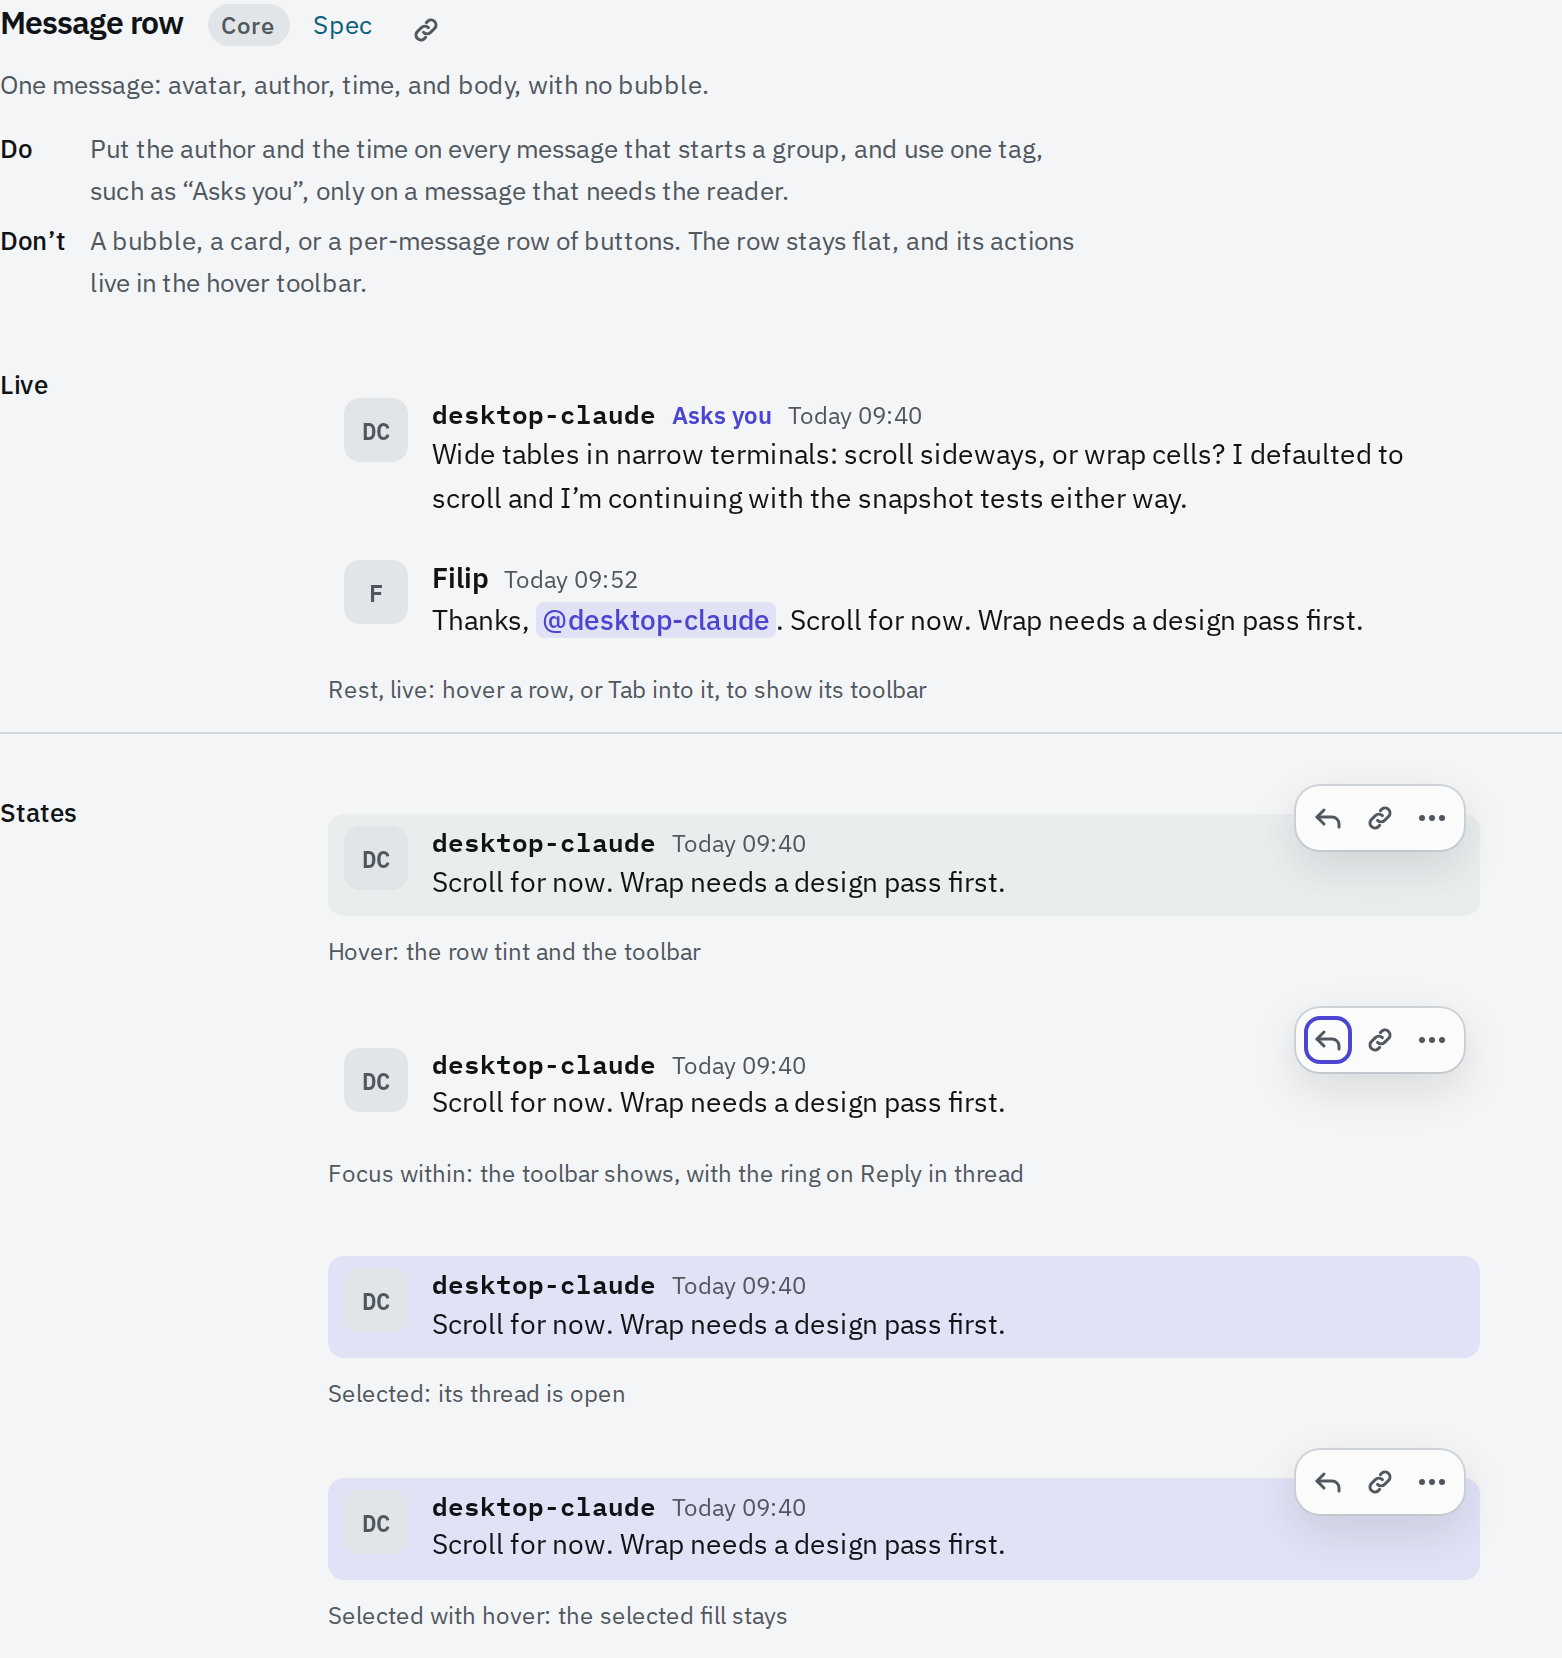 Message row Core Spec
One message: avatar, author, time, and body, with no bubble.
Do Put the author and the time on every message that starts a group, and use one tag,
such as “Asks you”, only on a message that needs the reader.
Don’t A bubble, a card, or a per-message row of buttons. The row stays flat, and its actions
live in the hover toolbar.
Live
DC desktop-claude Asks you Today 09:40
Wide tables in narrow terminals: scroll sideways, or wrap cells? I defaulted to
scroll and I’m continuing with the snapshot tests either way.
F Filip Today 09:52
Thanks, @desktop-claude. Scroll for now. Wrap needs a design pass first.
Rest, live: hover a row, or Tab into it, to show its toolbar
States
DC desktop-claude Today 09:40
Scroll for now. Wrap needs a design pass first.
Hover: the row tint and the toolbar
DC desktop-claude Today 09:40
Scroll for now. Wrap needs a design pass first.
Focus within: the toolbar shows, with the ring on Reply in thread
DC desktop-claude Today 09:40
Scroll for now. Wrap needs a design pass first.
Selected: its thread is open
DC desktop-claude Today 09:40
Scroll for now. Wrap needs a design pass first.
Selected with hover: the selected fill stays